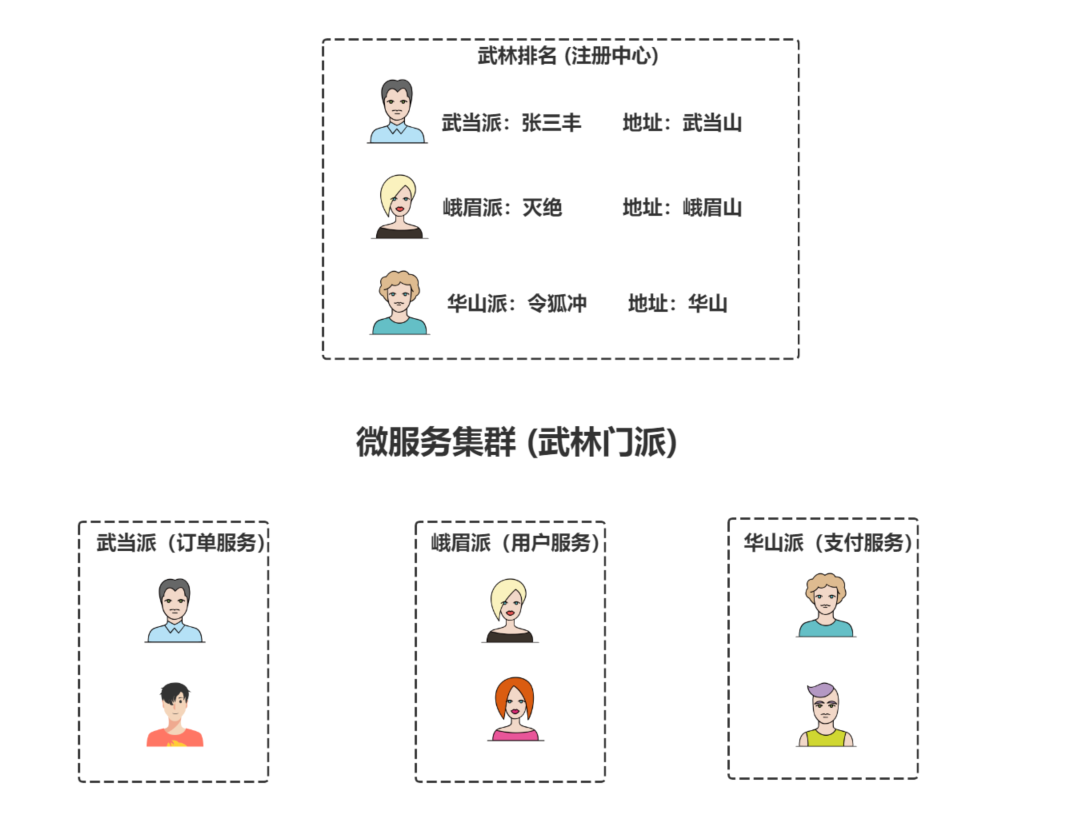 武林排名 (注册中心)
武当派：张三丰 地址：武当山
峨眉派：灭绝 地址：峨眉山
华山派：令狐冲 地址：华山
微服务集群 (武林门派)
武当派（订单服务）
峨眉派（用户服务）
华山派（支付服务）